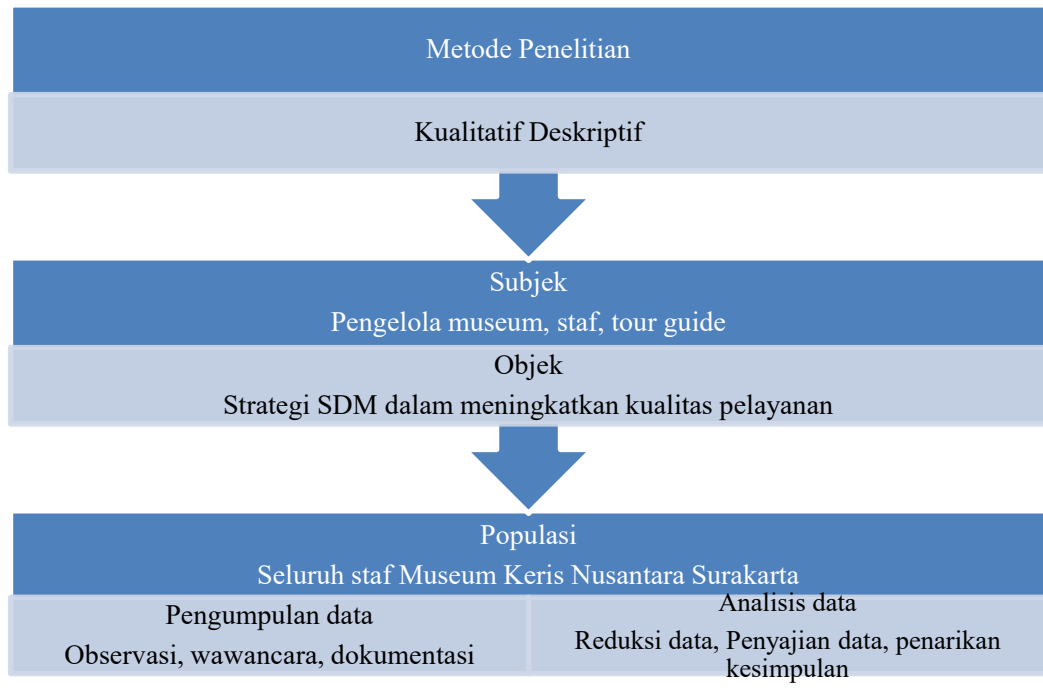 Metode Penelitian
Kualitatif Deskriptif
Subjek
Pengelola museum, staf, tour guide
Objek
Strategi SDM dalam meningkatkan kualitas pelayanan
Populasi
Seluruh staf Museum Keris Nusantara Surakarta
Pengumpulan data
Observasi, wawancara, dokumentasi
Analisis data
Reduksi data, Penyajian data, penarikan
kesimpulan